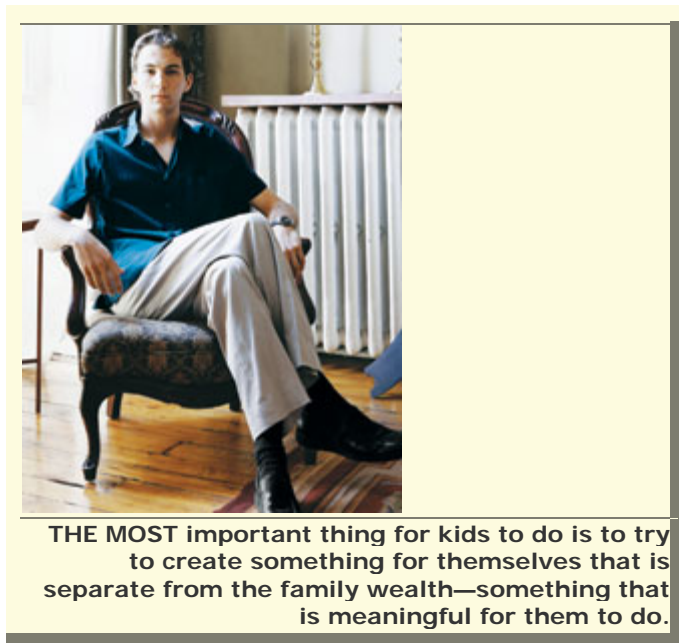 THE MOST important thing for kids to do is to try
to create something for themselves that is
separate from the family wealth—something that
is meaningful for them to do.